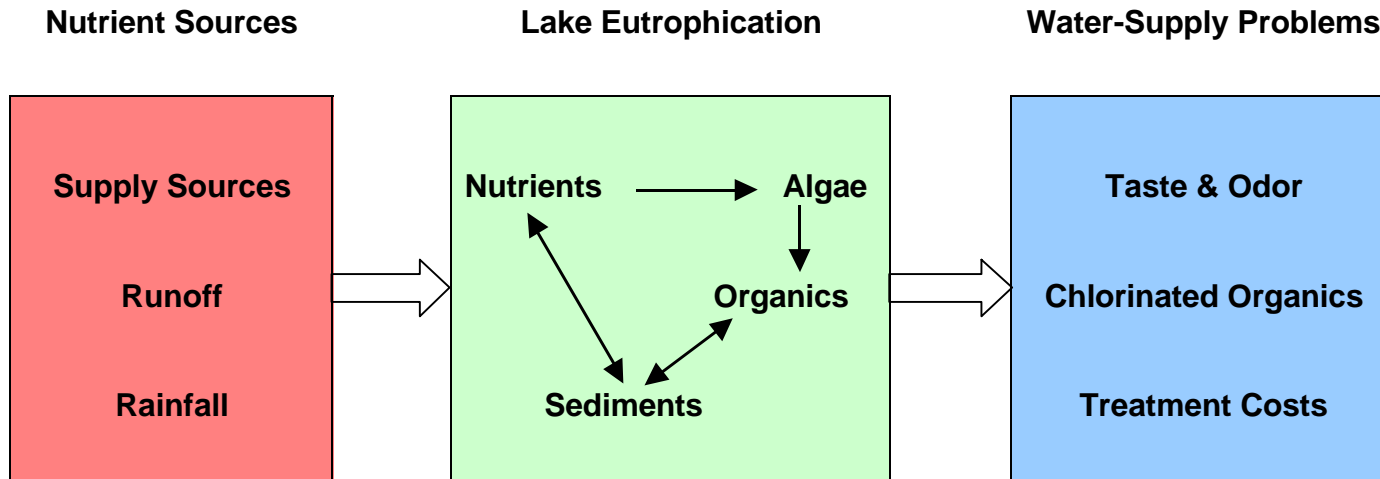 Nutrient Sources
Lake Eutrophication
Water-Supply Problems
Supply Sources
Runoff
Rainfall
Nutrients
Algae
Organics
Sediments
Taste & Odor
Chlorinated Organics
Treatment Costs